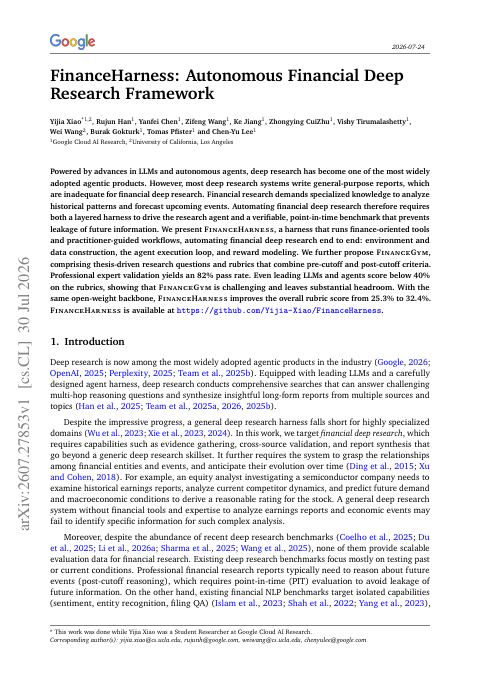 Google
2026-07-24
FinanceHarness: Autonomous Financial Deep
Research Framework
Yijia Xiao*1,2, Rujun Han1, Yanfei Chen1, Zifeng Wang1, Ke Jiang1, Zhongying CuiZhu1, Vishy Tirumalashetty1,
Wei Wang2, Burak Gokturk1, Tomas Pfister1 and Chen-Yu Lee1
1Google Cloud AI Research, 2University of California, Los Angeles
Powered by advances in LLMs and autonomous agents, deep research has become one of the most widely
adopted agentic products. However, most deep research systems write general-purpose reports, which
are inadequate for financial deep research. Financial research demands specialized knowledge to analyze
historical patterns and forecast upcoming events. Automating financial deep research therefore requires
both a layered harness to drive the research agent and a verifiable, point-in-time benchmark that prevents
leakage of future information. We present FinanceHarness, a harness that runs finance-oriented tools
and practitioner-guided workflows, automating financial deep research end to end: environment and
data construction, the agent execution loop, and reward modeling. We further propose FinanceGym,
comprising thesis-driven research questions and rubrics that combine pre-cutoff and post-cutoff criteria.
Professional expert validation yields an 82% pass rate. Even leading LLMs and agents score below 40%
on the rubrics, showing that FinanceGym is challenging and leaves substantial headroom. With the
same open-weight backbone, FinanceHarness improves the overall rubric score from 25.3% to 32.4%.
FinanceHarness is available at https://github.com/Yijia-Xiao/FinanceHarness.
1. Introduction
Deep research is now among the most widely adopted agentic products in the industry (Google, 2026;
OpenAI, 2025; Perplexity, 2025; Team et al., 2025b). Equipped with leading LLMs and a carefully
designed agent harness, deep research conducts comprehensive searches that can answer challenging
multi-hop reasoning questions and synthesize insightful long-form reports from multiple sources and
topics (Han et al., 2025; Team et al., 2025a, 2026, 2025b).
Despite the impressive progress, a general deep research harness falls short for highly specialized
domains (Wu et al., 2023; Xie et al., 2023, 2024). In this work, we target financial deep research, which
requires capabilities such as evidence gathering, cross-source validation, and report synthesis that
go beyond a generic deep research skillset. It further requires the system to grasp the relationships
among financial entities and events, and anticipate their evolution over time (Ding et al., 2015; Xu
and Cohen, 2018). For example, an equity analyst investigating a semiconductor company needs to
examine historical earnings reports, analyze current competitor dynamics, and predict future demand
and macroeconomic conditions to derive a reasonable rating for the stock. A general deep research
system without financial tools and expertise to analyze earnings reports and economic events may
fail to identify specific information for such complex analysis.
Moreover, despite the abundance of recent deep research benchmarks (Coelho et al., 2025; Du
et al., 2025; Li et al., 2026a; Sharma et al., 2025; Wang et al., 2025), none of them provide scalable
evaluation data for financial research. Existing deep research benchmarks focus mostly on testing past
or current conditions. Professional financial reports typically need to reason about future
events (post-cutoff reasoning), which requires point-in-time (PIT) evaluation to avoid leakage of
future information. On the other hand, existing financial NLP benchmarks target isolated capabilities
(sentiment, entity recognition, filing QA) (Islam et al., 2023; Shah et al., 2022; Yang et al., 2023),
* This work was done while Yijia Xiao was a Student Researcher at Google Cloud AI Research.
Corresponding author(s): yijia.xiao@cs.ucla.edu, rujunh@google.com, weiwang@cs.ucla.edu, chenyulee@google.com
arXiv:2607.27853v1 [cs.CL] 30 Jul 2026